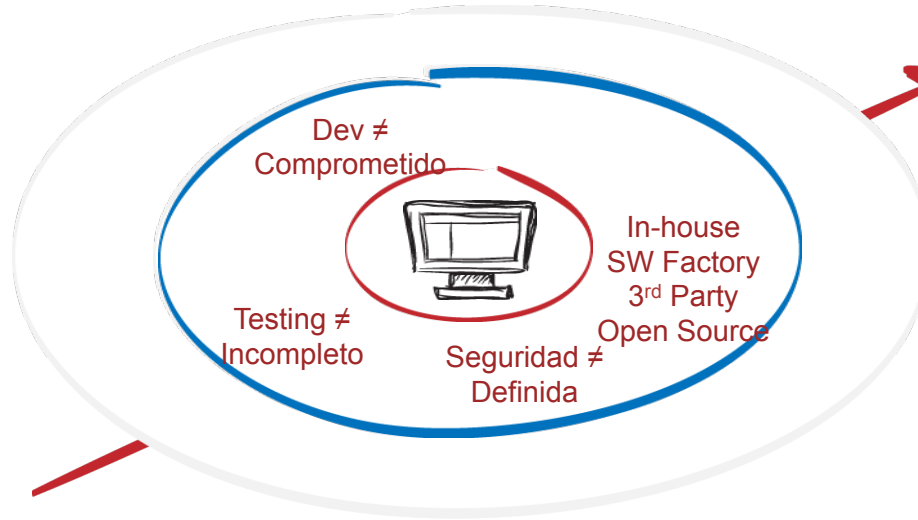 Dev ≠
Comprometido
In-house
SW Factory
3rd Party
Open Source
Testing ≠
Incompleto
Seguridad ≠
Definida